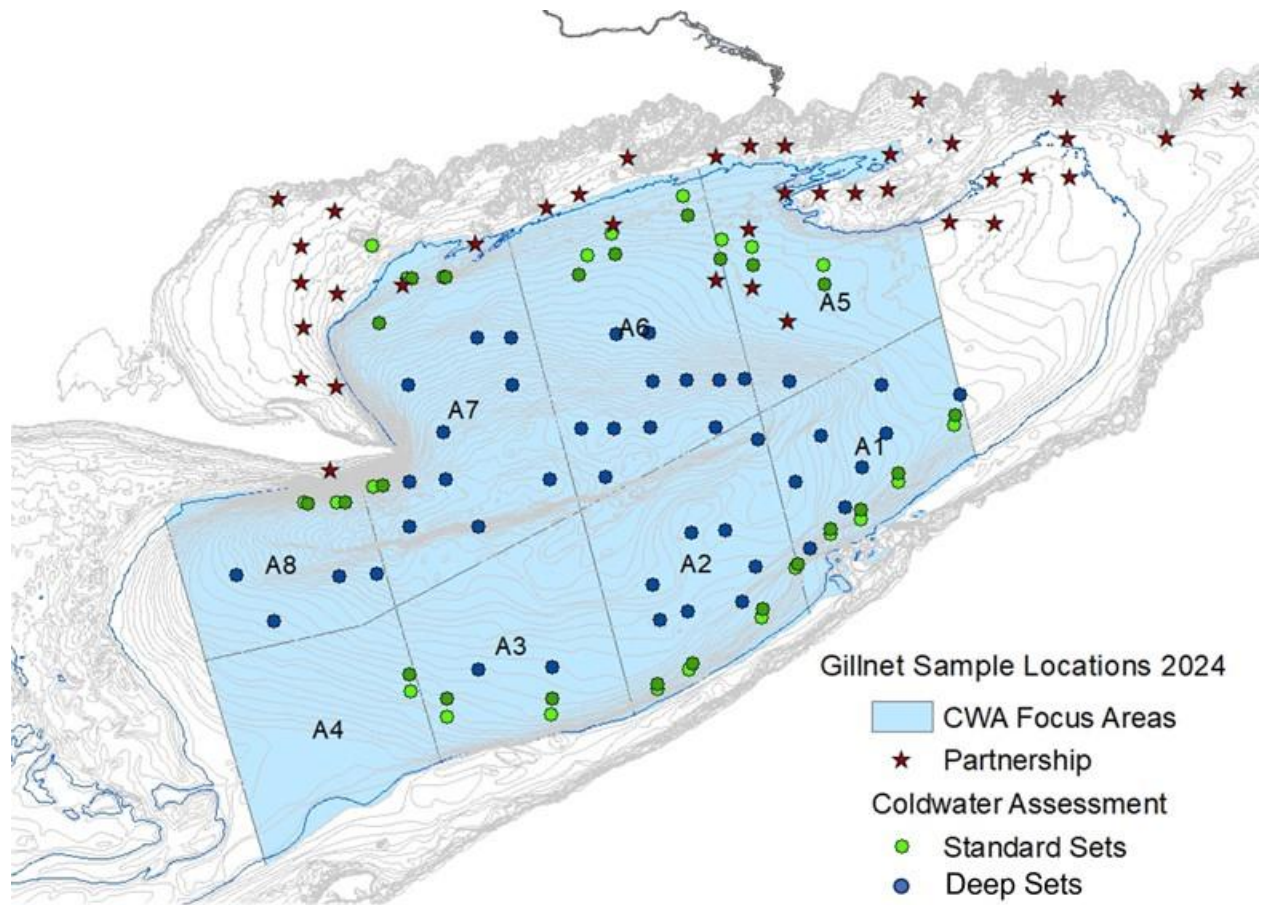 A5
A6
A7
A1
A8
A2
A3
A4
Gillnet Sample Locations 2024
CWA Focus Areas
Partnership
Coldwater Assessment
Standard Sets
Deep Sets